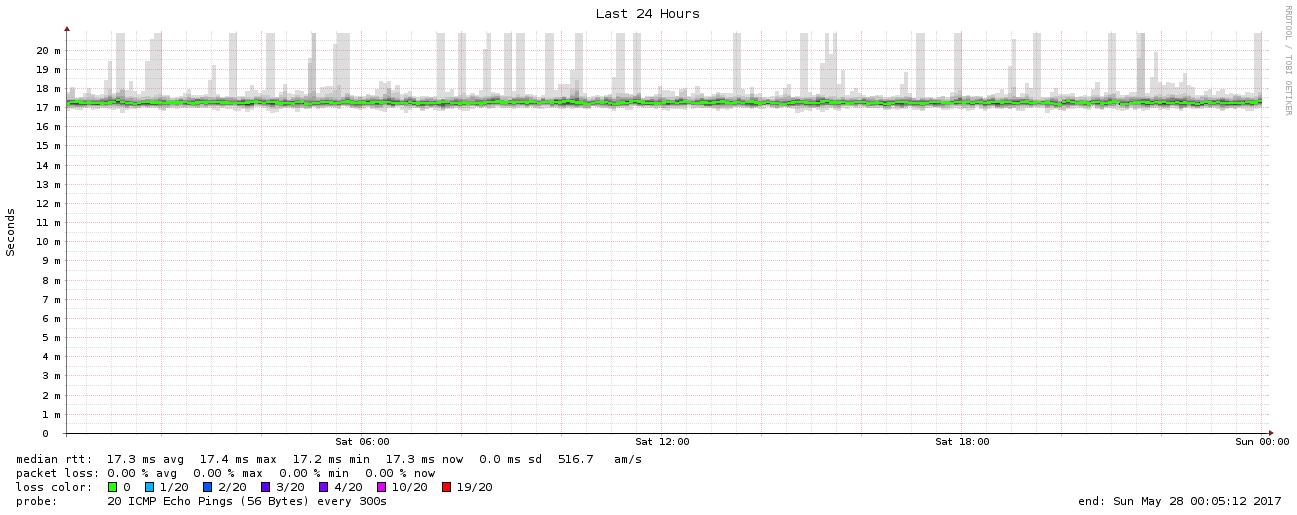 Last 24 Hours
RRDTOOL / TOBI OETIKER
Seconds
20 m
19 m
18 m
17 m
16 m
15 m
14 m
13 m
12 m
11 m
10 m
9 m
8 m
7 m
6 m
5 m
4 m
3 m
2 m
1 m
0
Sat 06:00 Sat 12:00 Sat 18:00 Sun 00:00
median rtt: 17.3 ms avg 17.4 ms max 17.2 ms min 17.3 ms now 0.0 ms sd 516.7 am/s
packet loss: 0.00 % avg 0.00 % max 0.00 % min 0.00 % now
loss color: 0 1/20 2/20 3/20 4/20 10/20 19/20
probe: 20 ICMP Echo Pings (56 Bytes) every 300s
end: Sun May 28 00:05:12 2017